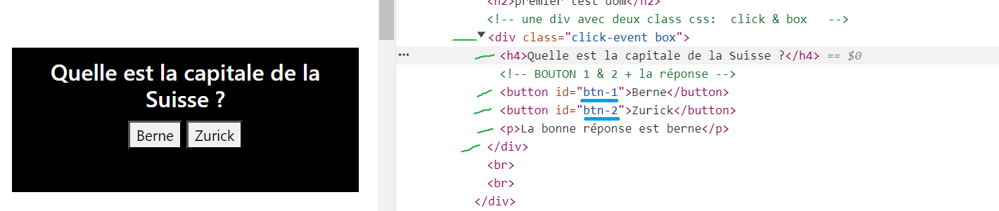 Quelle est la capitale de la
Suisse ?
Berne Zurick
<h2>premier test dom</h2>
<!-- une div avec deux class css:  click & box   -->
▼<div class="click-event box">
••• <h4>Quelle est la capitale de la Suisse ?</h4> == $0
<!-- BOUTON 1 & 2 + la réponse -->
<button id="btn-1">Berne</button>
<button id="btn-2">Zurick</button>
<p>La bonne réponse est berne</p>
</div>
<br>
<br>
</div>